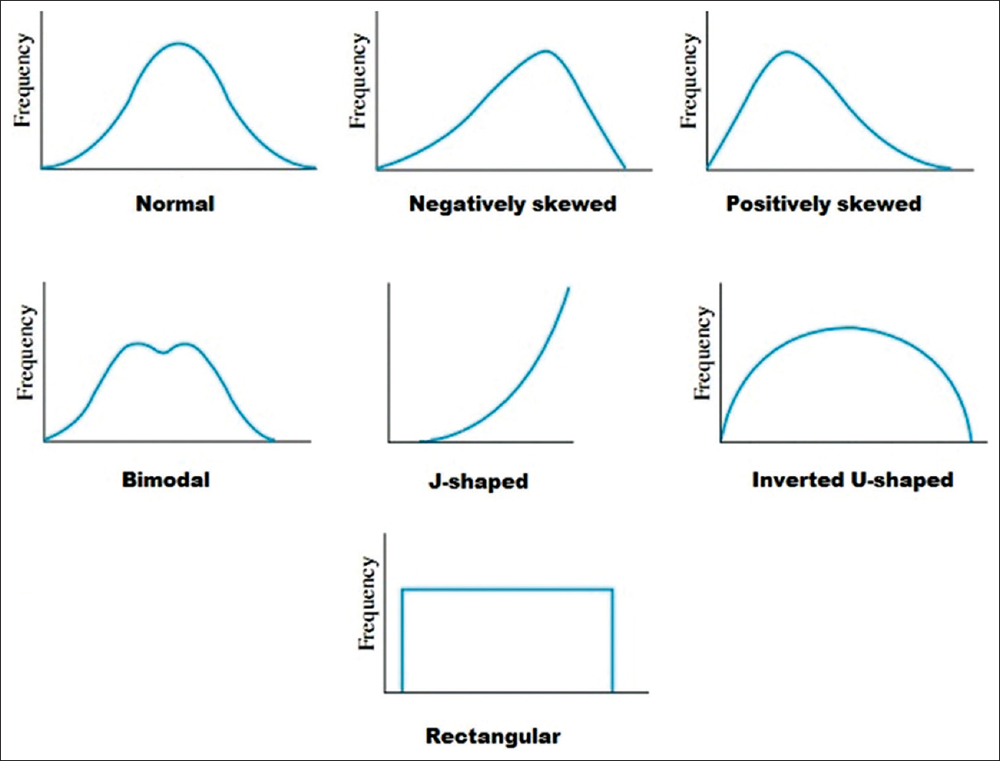 Frequency
Frequency
Frequency
Normal
Negatively skewed
Positively skewed
Frequency
Frequency
Bimodal
J-shaped
Inverted U-shaped
Frequency
Rectangular